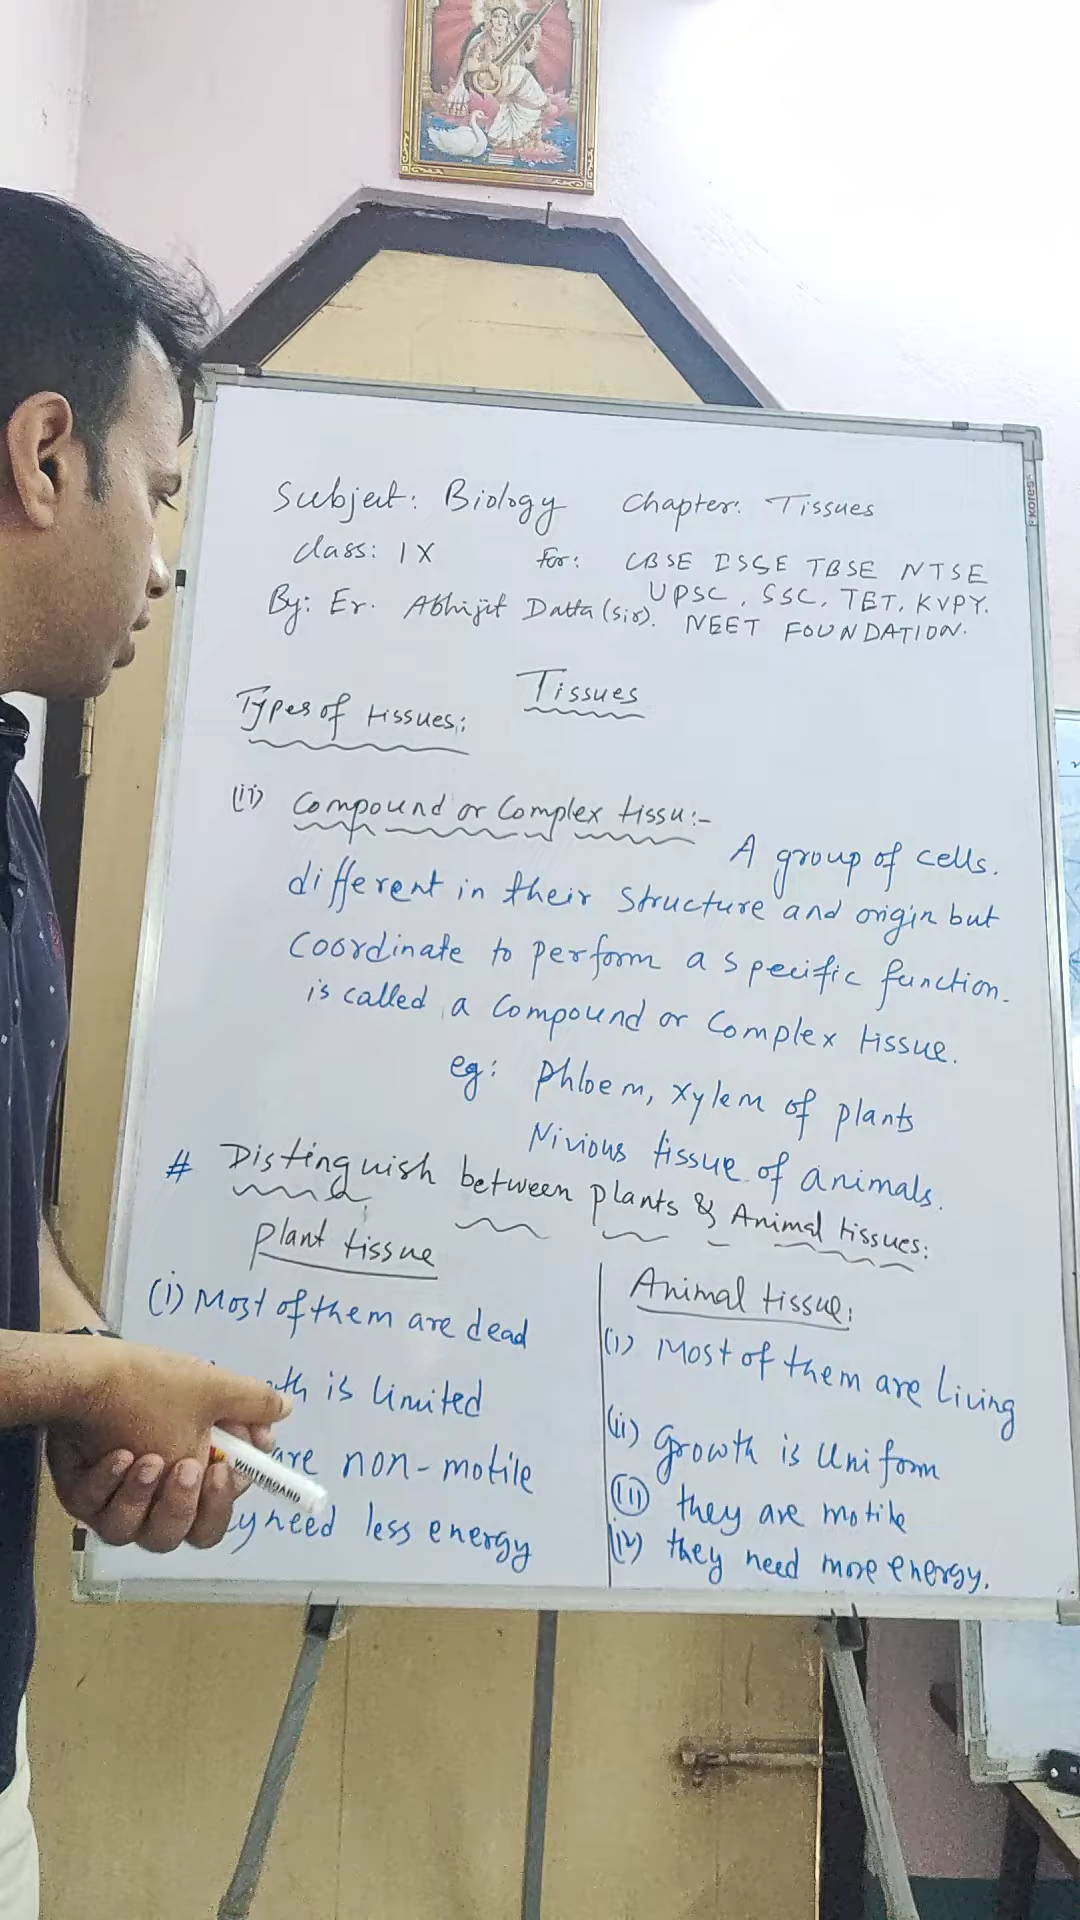 Subject: Biology Chapter: Tissues
class: IX For: CBSE ISSE TBSE NTSE
By: Er. Abhijit Datta (sir). UPSC, SSC, TET, KVPY.
NEET FOUNDATION.
Tissues
Types of tissues:
(ii) Compound or Complex tissu:-
A group of cells.
different in their structure and origin but
coordinate to perform a specific function.
is called a compound or complex tissue.
eg: Phloem, xylem of plants
Nivious tissue of animals.
# Distinguish between plants & Animal tissues:
Plant tissue
(i) Most of them are dead
is limited
are non-motile
need less energy
Animal tissue:
(i) Most of them are living
(ii) Growth is uniform
(iii) they are motile
(iv) they need more energy.
WHITEBOARD
KORES